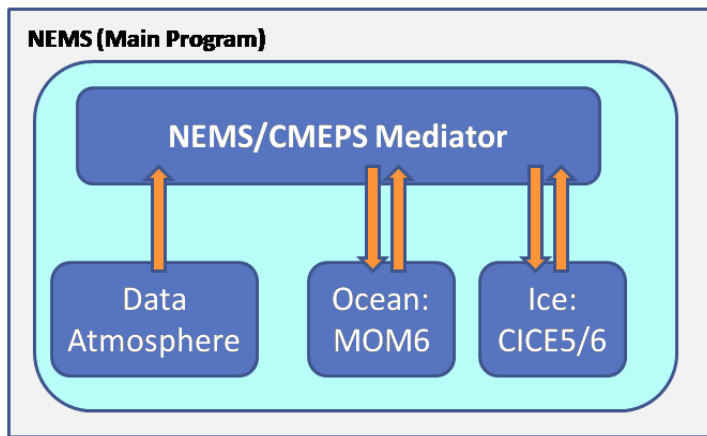 NEMS (Main Program)
NEMS/CMEPS Mediator
Data
Atmosphere
Ocean:
MOM6
Ice:
CICE5/6